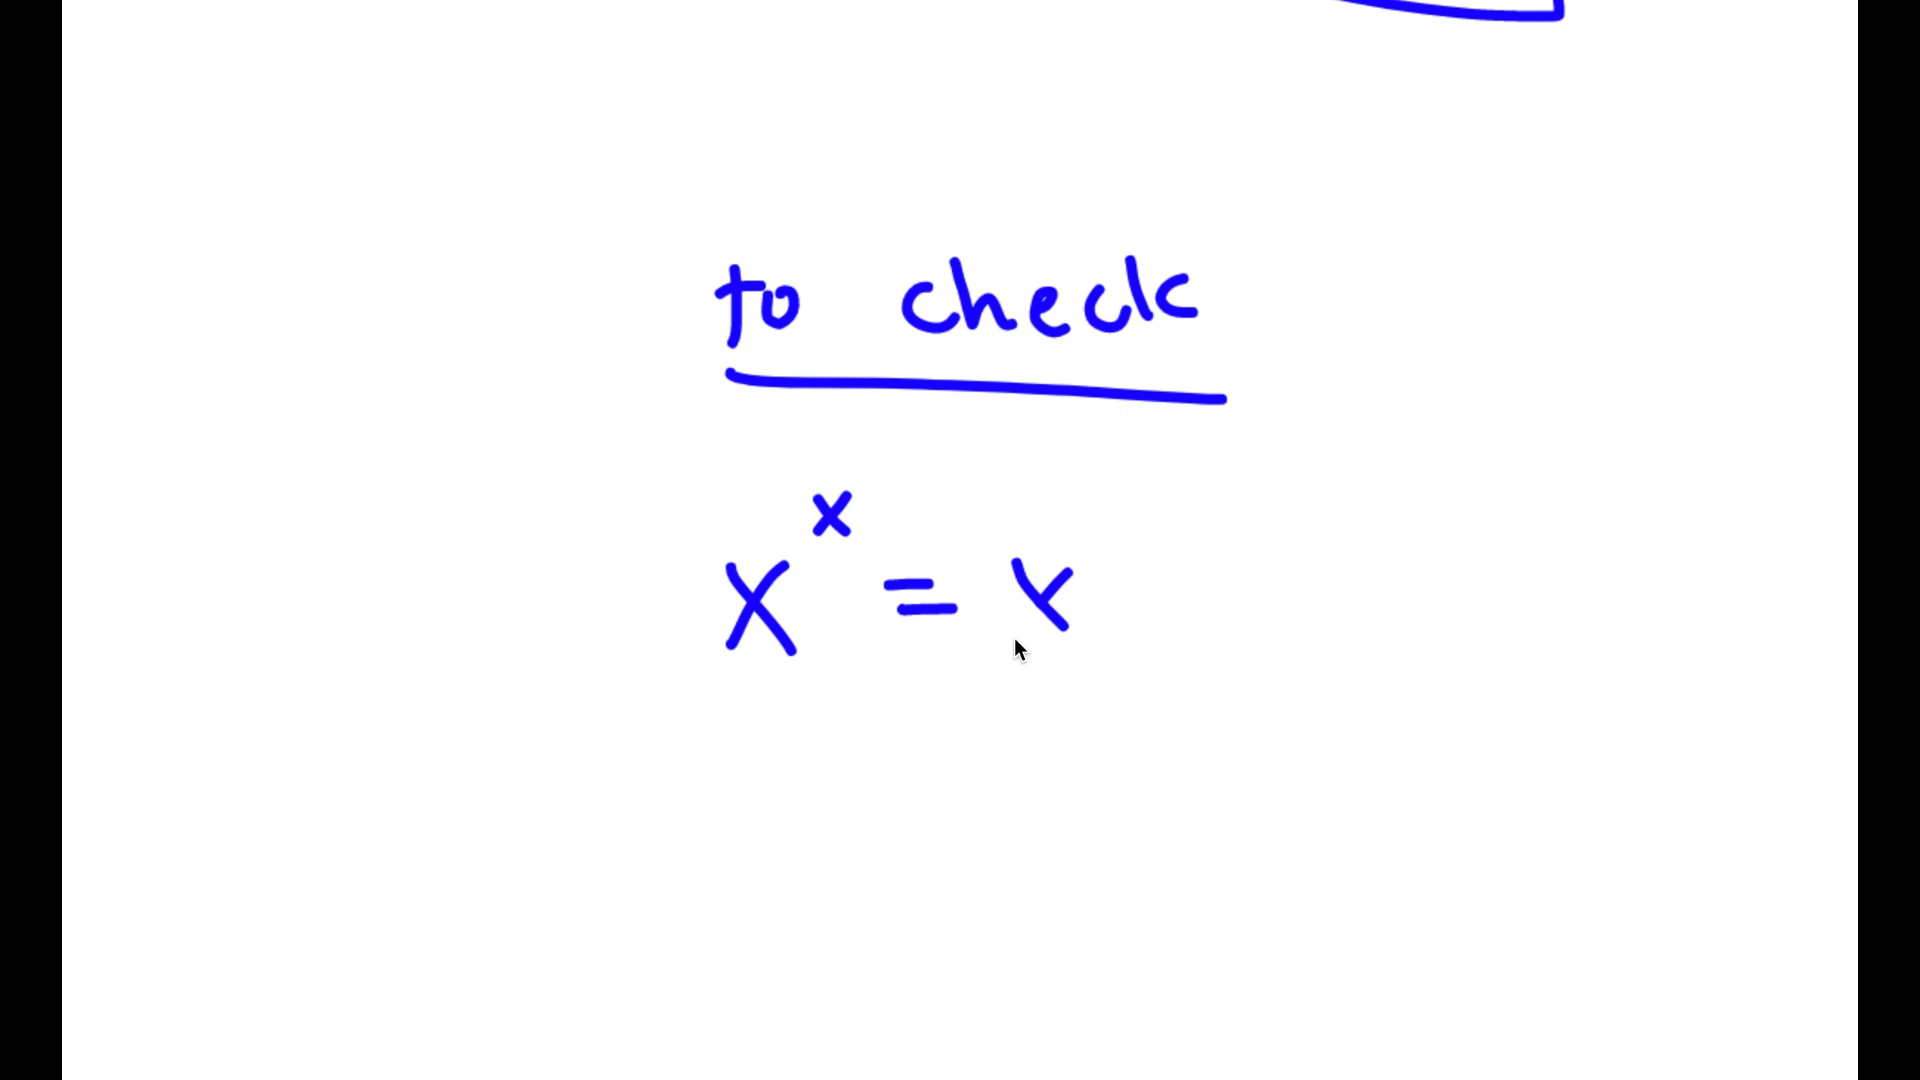 to check
x^x = x